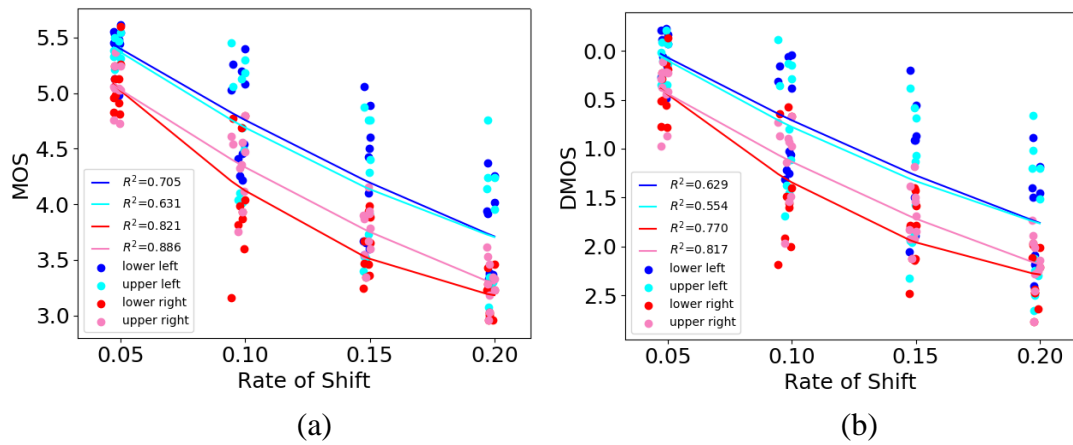 MOS
5.5
5.0
4.5
4.0
3.5
3.0
R²=0.705
R²=0.631
R²=0.821
R²=0.886
lower left
upper left
lower right
upper right
0.05 0.10 0.15 0.20
Rate of Shift
(a)
DMOS
0.0
0.5
1.0
1.5
2.0
2.5
R²=0.629
R²=0.554
R²=0.770
R²=0.817
lower left
upper left
lower right
upper right
0.05 0.10 0.15 0.20
Rate of Shift
(b)